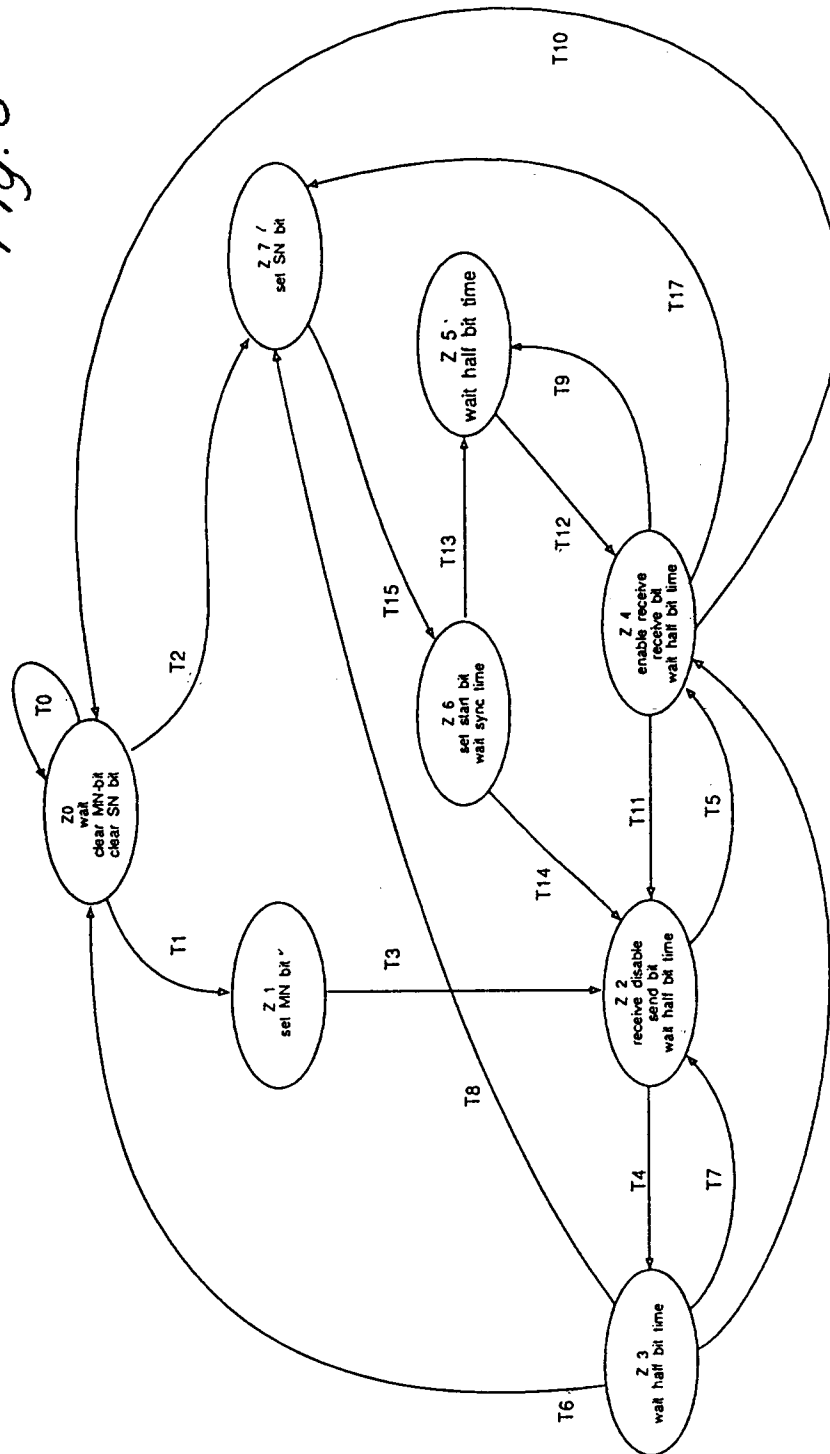 T10
Z 7
set SN bit
T17
Z 5
wait half bit time
T9
T2
T15
T13
T12
T0
Z0
wait
clear MN-bit
clear SN bit
Z 6
set start bit
wait sync time
Z 4
enable receive
receive bit
wait half bit time
T14
T11
T5
T1
T3
Z 1
set MN bit
Z 2
receive disable
send bit
wait half bit time
T8
T4
T7
T6
Z 3
wait half bit time